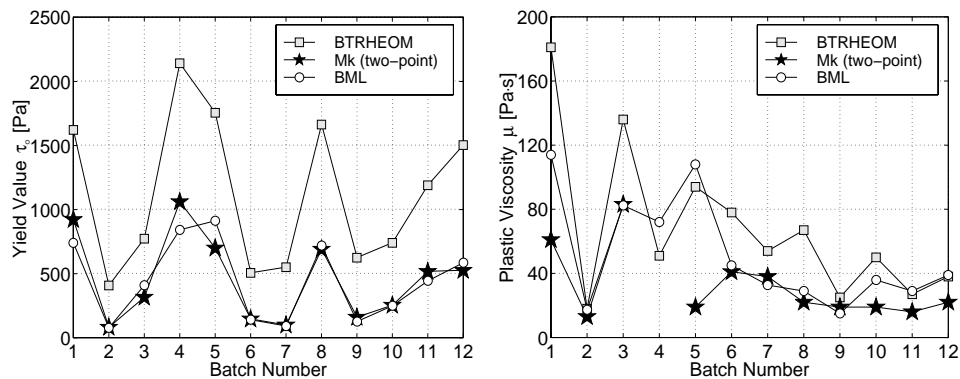 2500
2000
1500
1000
500
0
Yield Value τₒ [Pa]
1 2 3 4 5 6 7 8 9 10 11 12
Batch Number
BTRHEOM
Mk (two−point)
BML
200
160
120
80
40
0
Plastic Viscosity μ [Pa·s]
1 2 3 4 5 6 7 8 9 10 11 12
Batch Number
BTRHEOM
Mk (two−point)
BML